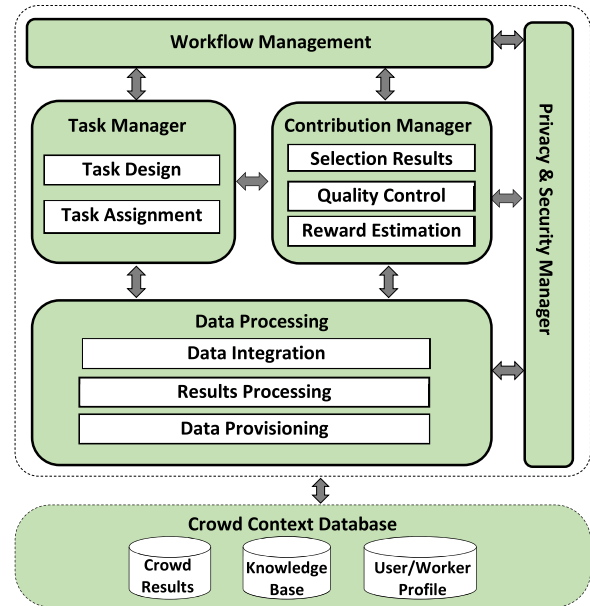 Workflow Management
Task Manager
Task Design
Task Assignment
Contribution Manager
Selection Results
Quality Control
Reward Estimation
Privacy & Security Manager
Data Processing
Data Integration
Results Processing
Data Provisioning
Crowd Context Database
Crowd
Results
Knowledge
Base
User/Worker
Profile